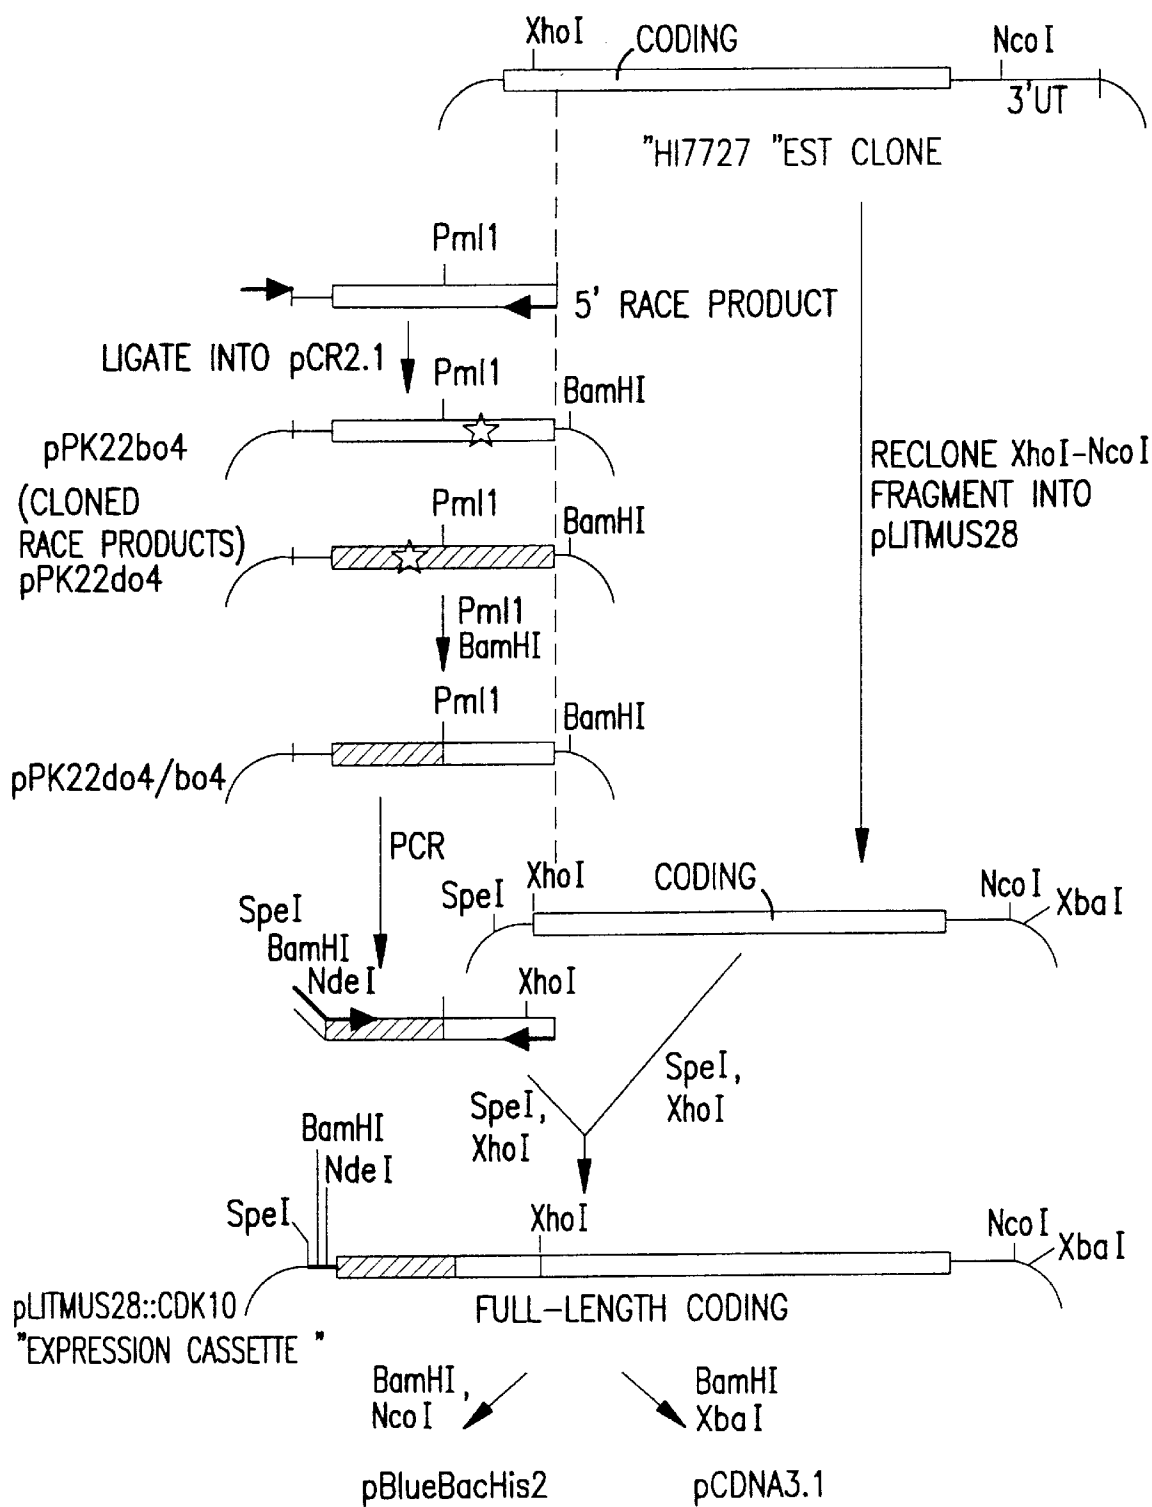 XhoI
CODING
NcoI
3'UT
"HI7727 "EST CLONE
Pml1
5' RACE PRODUCT
LIGATE INTO pCR2.1
Pml1
BamHI
pPK22bo4
(CLONED
RACE PRODUCTS)
Pml1
BamHI
pPK22do4
RECLONE XhoI-NcoI
FRAGMENT INTO
pLITMUS28
Pml1
BamHI
Pml1
BamHI
pPK22do4/bo4
PCR
SpeI
XhoI
CODING
NcoI
XbaI
SpeI
BamHI
NdeI
XhoI
SpeI,
XhoI
SpeI,
XhoI
BamHI
NdeI
SpeI
XhoI
NcoI
XbaI
pLITMUS28::CDK10
"EXPRESSION CASSETTE "
FULL-LENGTH CODING
BamHI,
NcoI
BamHI
XbaI
pBlueBacHis2
pCDNA3.1